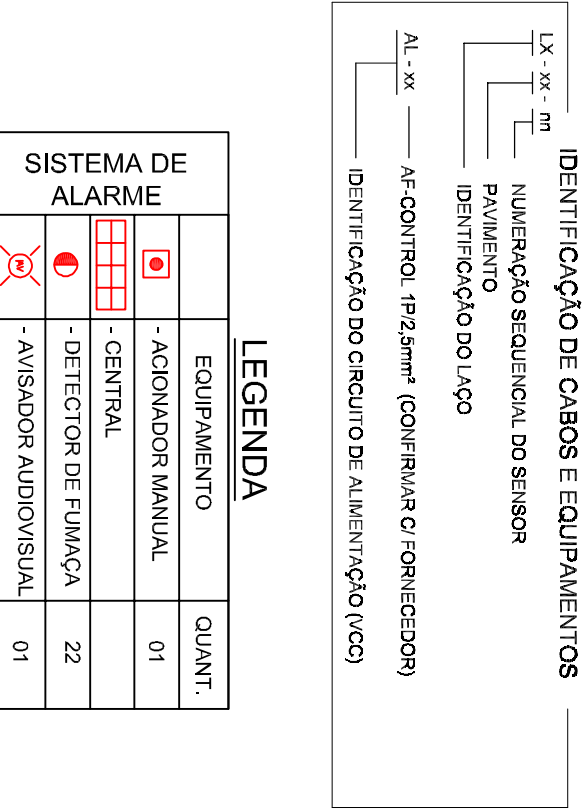 IDENTIFICAÇÃO DE CABOS E EQUIPAMENTOS
LX - xx - nn
NUMERAÇÃO SEQUENCIAL DO SENSOR
PAVIMENTO
IDENTIFICAÇÃO DO LAÇO
AL - xx
AF-CONTROL 1P/2,5mm² (CONFIRMAR C/ FORNECEDOR)
IDENTIFICAÇÃO DO CIRCUITO DE ALIMENTAÇÃO (VCC)
LEGENDA
SISTEMA DE
ALARME
EQUIPAMENTO QUANT.
- ACIONADOR MANUAL 01
- CENTRAL
- DETECTOR DE FUMAÇA 22
AV - AVISADOR AUDIOVISUAL 01